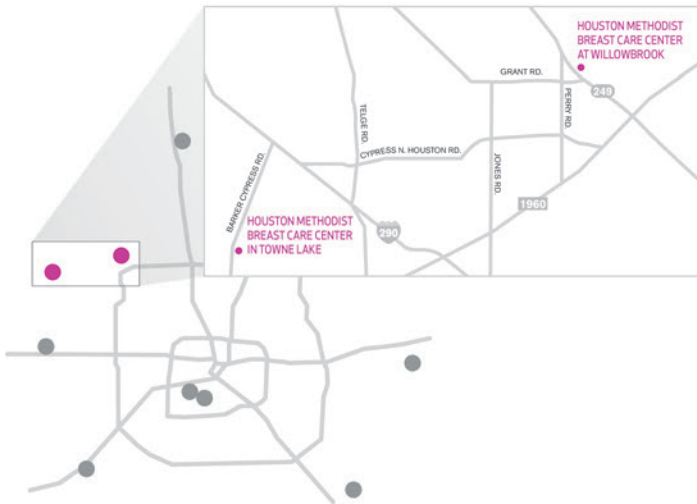 HOUSTON METHODIST
BREAST CARE CENTER
AT WILLOWBROOK
GRANT RD.
249
TELGE RD.
PERRY RD.
CYPRESS N. HOUSTON RD.
JONES RD.
BARKER CYPRESS RD.
1960
HOUSTON METHODIST
BREAST CARE CENTER
IN TOWNE LAKE
290